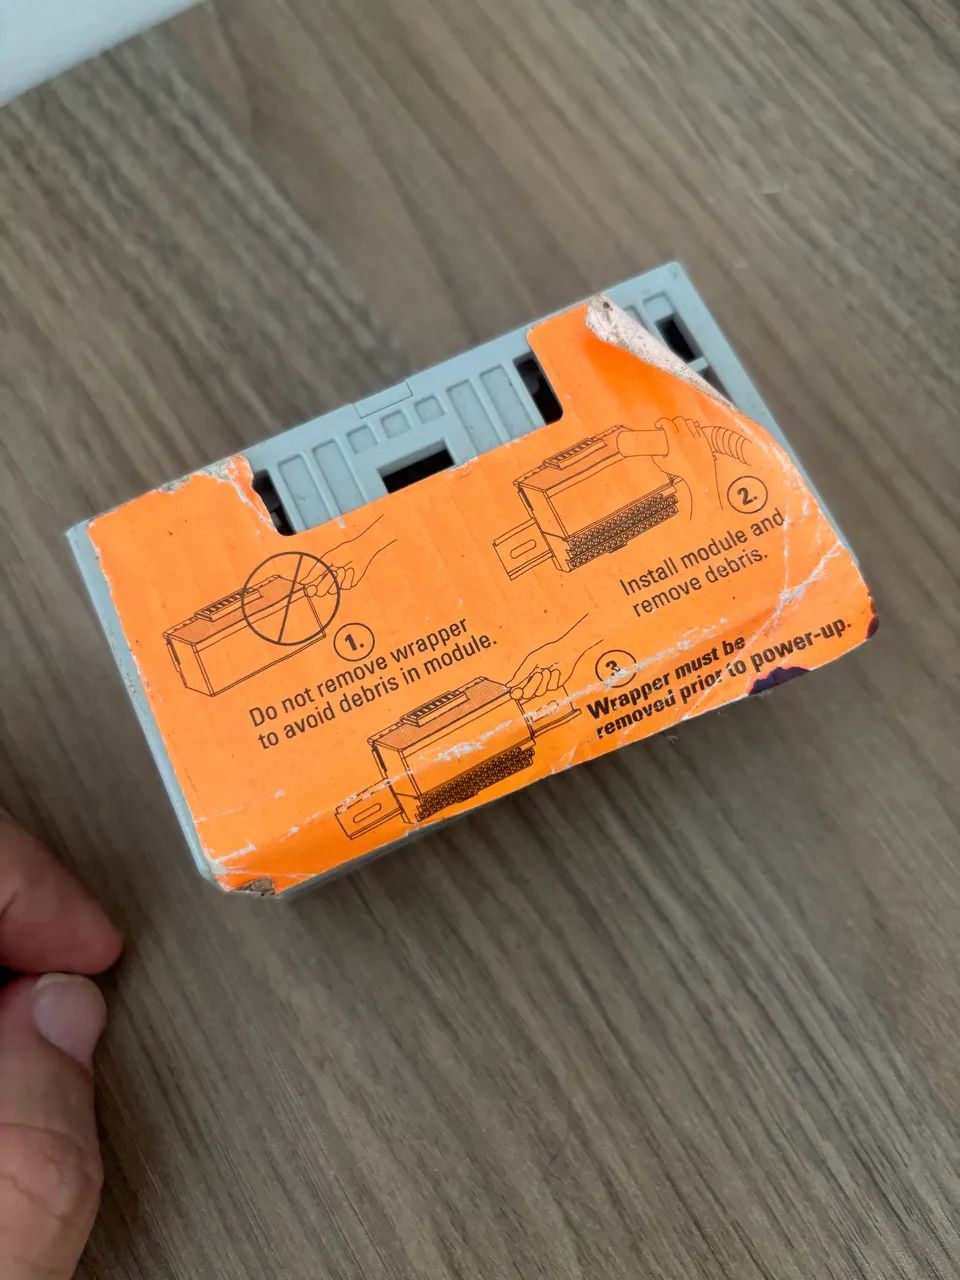 1.
Do not remove wrapper
to avoid debris in module.
2.
Install module and
remove debris.
3.
Wrapper must be
removed prior to power-up.